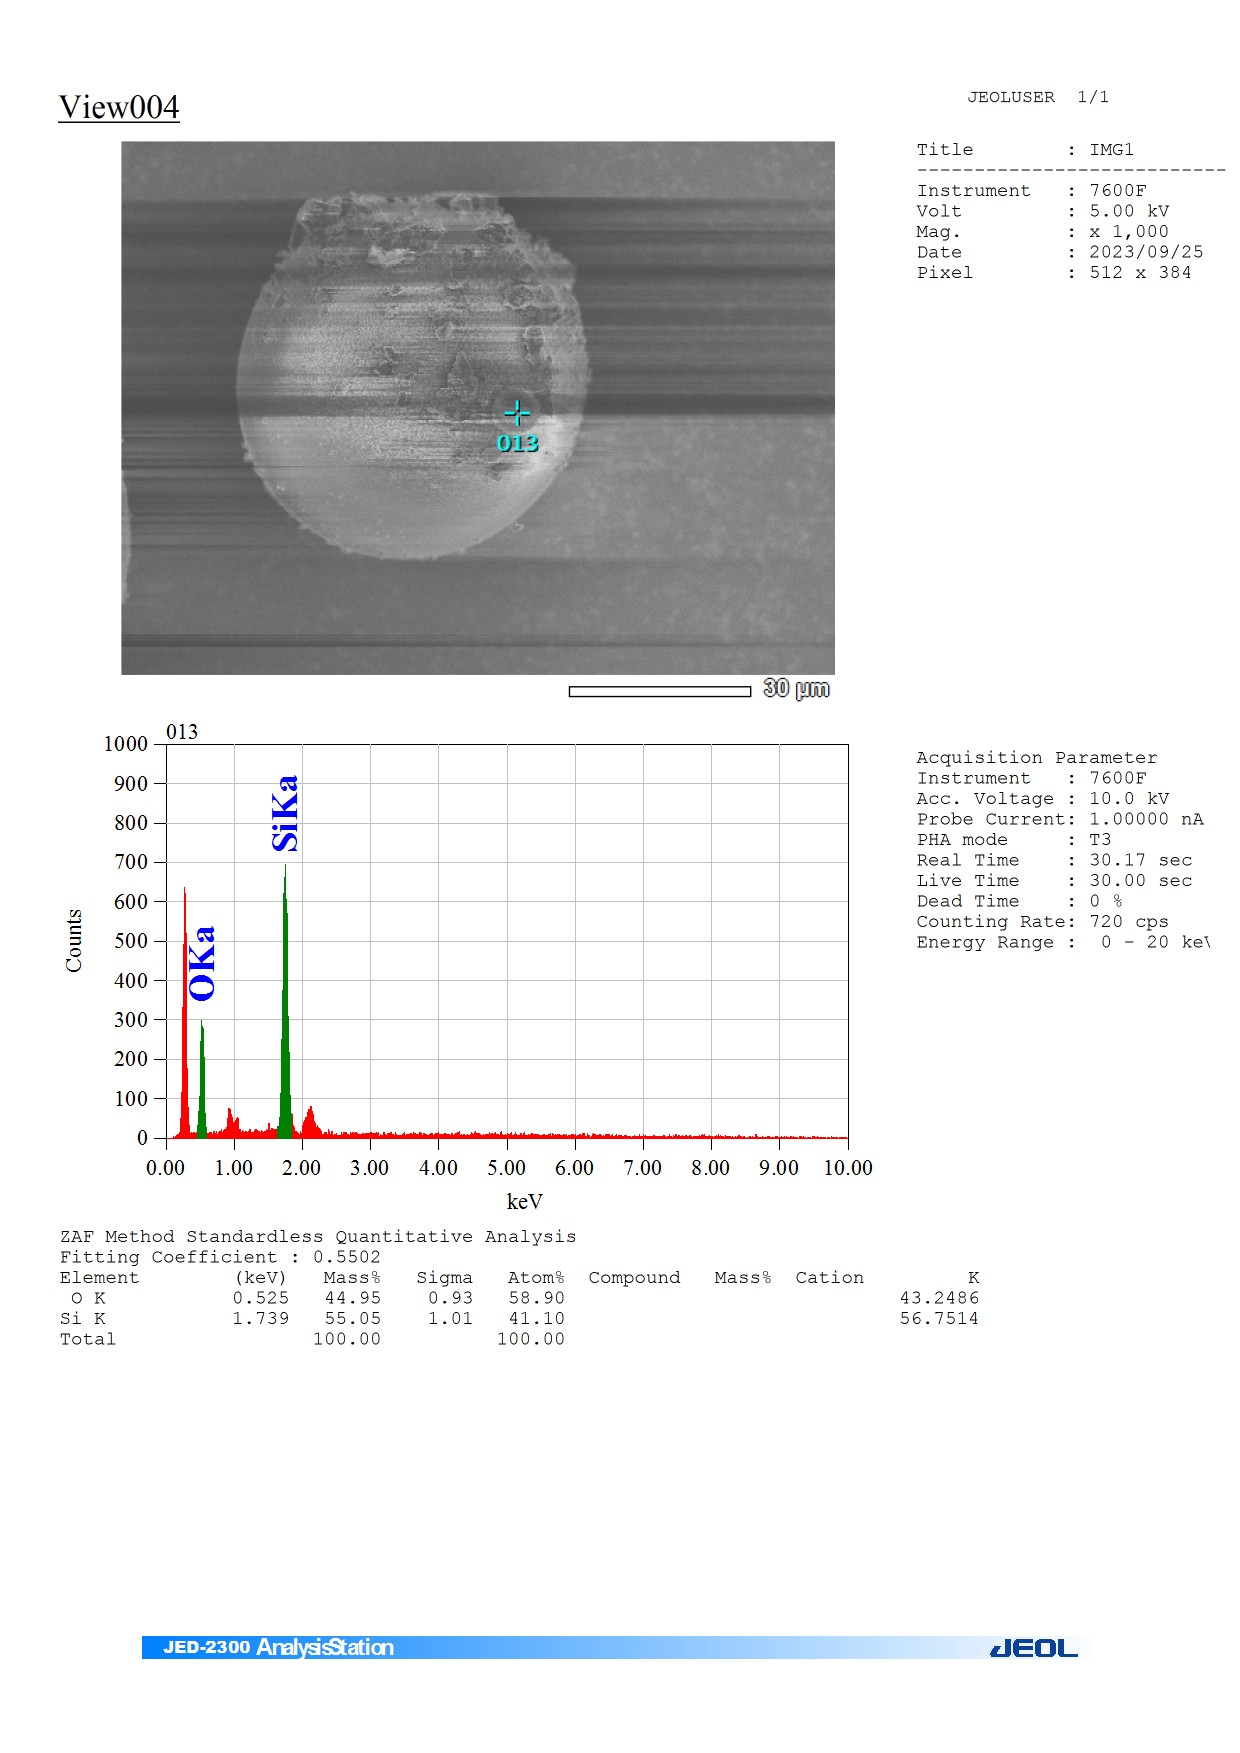 View004
JEOLUSER 1/1
Title : IMG1
---------------------------
Instrument : 7600F
Volt : 5.00 kV
Mag. : x 1,000
Date : 2023/09/25
Pixel : 512 x 384
013
30 µm
013
1000
900
800
700
600
500
400
300
200
100
0
Counts
OKa
SiKa
0.00 1.00 2.00 3.00 4.00 5.00 6.00 7.00 8.00 9.00 10.00
keV
Acquisition Parameter
Instrument : 7600F
Acc. Voltage : 10.0 kV
Probe Current: 1.00000 nA
PHA mode : T3
Real Time : 30.17 sec
Live Time : 30.00 sec
Dead Time : 0 %
Counting Rate: 720 cps
Energy Range : 0 - 20 keV
ZAF Method Standardless Quantitative Analysis
Fitting Coefficient : 0.5502
Element (keV) Mass% Sigma Atom% Compound Mass% Cation K
O K 0.525 44.95 0.93 58.90 43.2486
Si K 1.739 55.05 1.01 41.10 56.7514
Total 100.00 100.00
JED-2300 AnalysisStation
JEOL